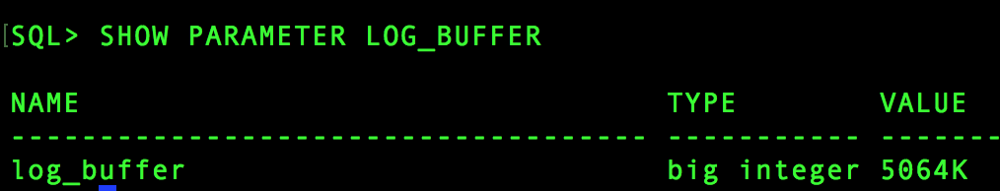 [SQL> SHOW PARAMETER LOG_BUFFER
NAME TYPE VALUE
------------------------------------ ----------- -------
log_buffer big integer 5064K